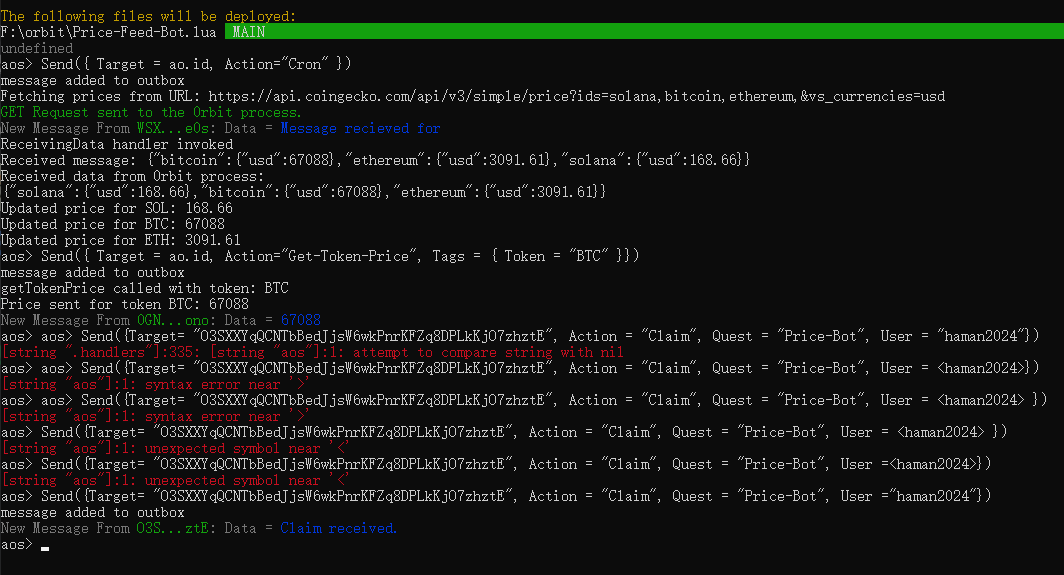 The following files will be deployed:
F:\orbit\Price-Feed-Bot.lua  MAIN
undefined
aos> Send({ Target = ao.id, Action="Cron" })
message added to outbox
Fetching prices from URL: https://api.coingecko.com/api/v3/simple/price?ids=solana,bitcoin,ethereum,&vs_currencies=usd
GET Request sent to the Orbit process.
New Message From WSX...e0s: Data = Message recieved for
ReceivingData handler invoked
Received message: {"bitcoin":{"usd":67088},"ethereum":{"usd":3091.61},"solana":{"usd":168.66}}
Received data from Orbit process:
{"solana":{"usd":168.66},"bitcoin":{"usd":67088},"ethereum":{"usd":3091.61}}
Updated price for SOL: 168.66
Updated price for BTC: 67088
Updated price for ETH: 3091.61
aos> Send({ Target = ao.id, Action="Get-Token-Price", Tags = { Token = "BTC" }})
message added to outbox
getTokenPrice called with token: BTC
Price sent for token BTC: 67088
New Message From OGN...ono: Data = 67088
aos> aos> Send({Target= "O3SXXYqQCNTbBedJjsW6wkPnrKFZq8DPLkKjO7zhztE", Action = "Claim", Quest = "Price-Bot", User = "haman2024"})
[string ".handlers"]:335: [string "aos"]:1: attempt to compare string with nil
aos> aos> Send({Target= "O3SXXYqQCNTbBedJjsW6wkPnrKFZq8DPLkKjO7zhztE", Action = "Claim", Quest = "Price-Bot", User = <haman2024>})
[string "aos"]:1: syntax error near '>'
aos> aos> Send({Target= "O3SXXYqQCNTbBedJjsW6wkPnrKFZq8DPLkKjO7zhztE", Action = "Claim", Quest = "Price-Bot", User = <haman2024> })
[string "aos"]:1: syntax error near '>'
aos> Send({Target= "O3SXXYqQCNTbBedJjsW6wkPnrKFZq8DPLkKjO7zhztE", Action = "Claim", Quest = "Price-Bot", User = <haman2024> })
[string "aos"]:1: unexpected symbol near '<'
aos> Send({Target= "O3SXXYqQCNTbBedJjsW6wkPnrKFZq8DPLkKjO7zhztE", Action = "Claim", Quest = "Price-Bot", User =<haman2024>})
[string "aos"]:1: unexpected symbol near '<'
aos> Send({Target= "O3SXXYqQCNTbBedJjsW6wkPnrKFZq8DPLkKjO7zhztE", Action = "Claim", Quest = "Price-Bot", User ="haman2024"})
message added to outbox
New Message From O3S...ztE: Data = Claim received.
aos>